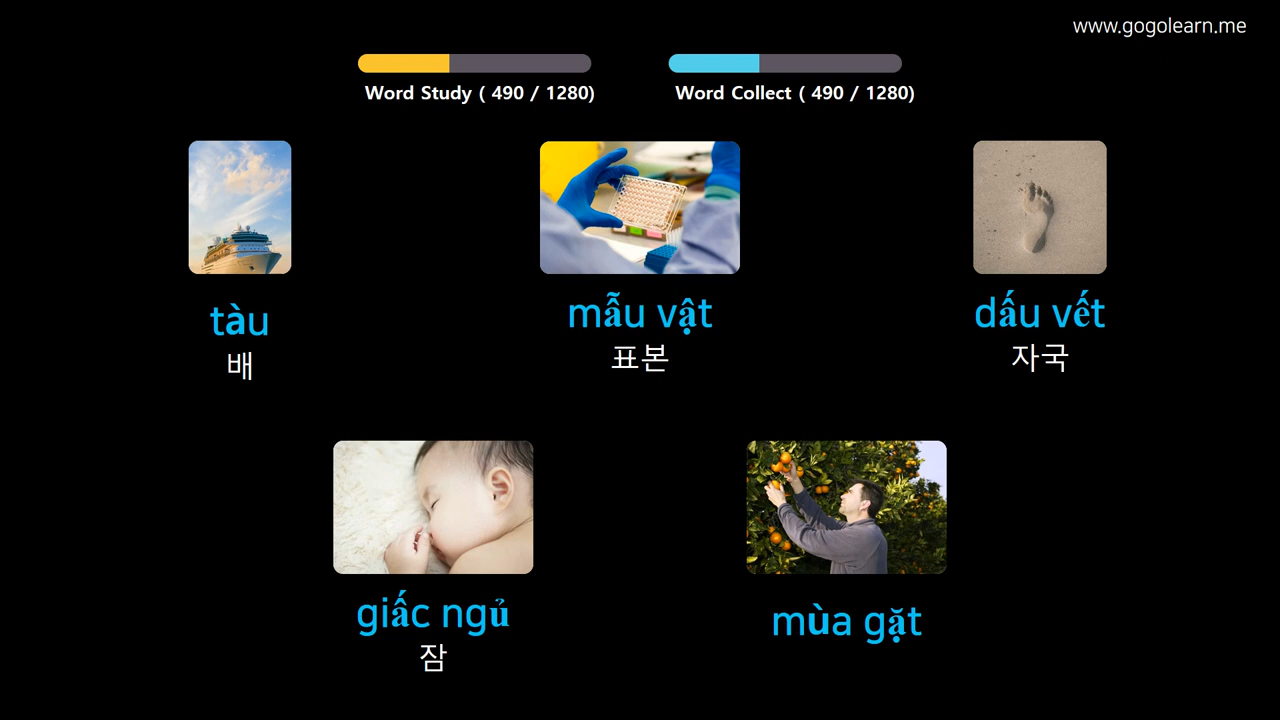 www.gogolearn.me
Word Study ( 490 / 1280)
Word Collect ( 490 / 1280)
tàu
배
mẫu vật
표본
dấu vết
자국
giấc ngủ
잠
mùa gặt